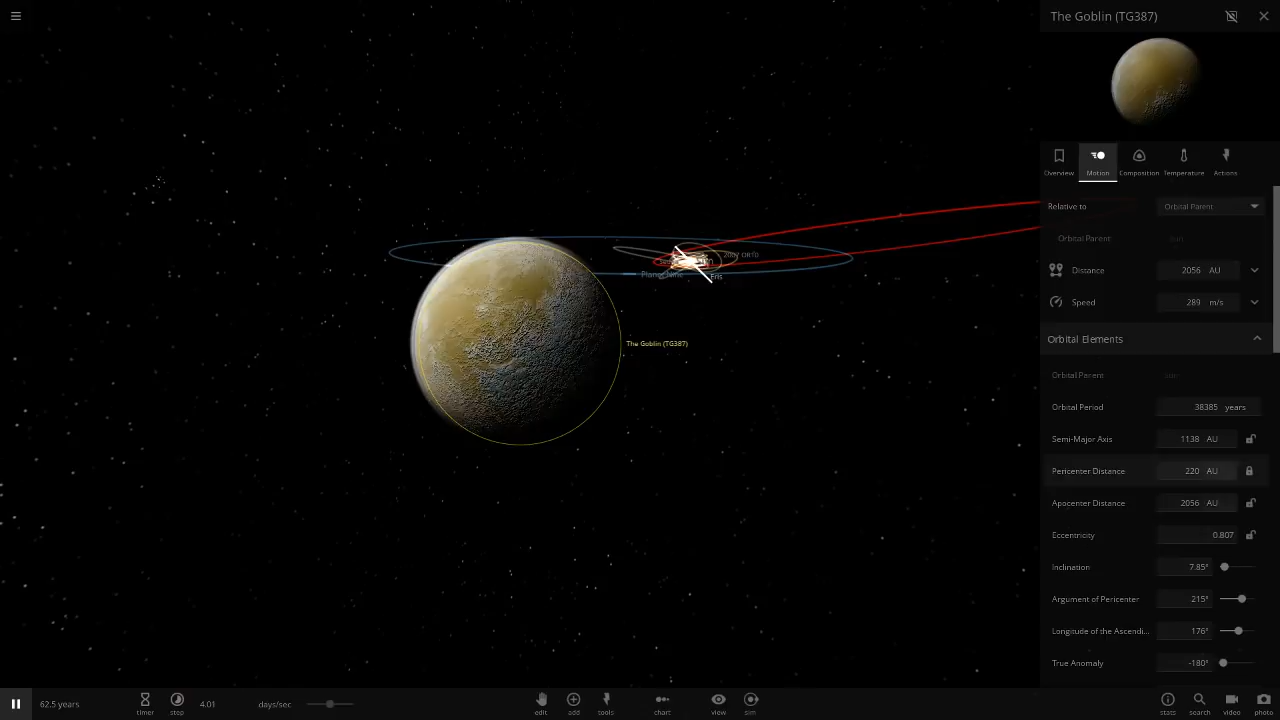 The Goblin (TG387)
Overview Motion Composition Temperature Actions
Relative to Orbital Parent
Orbital Parent sun
Distance 2056 AU
Speed 289 m/s
Orbital Elements
Orbital Parent
Orbital Period 38385 years
Semi-Major Axis 1138 AU
Pericenter Distance 220 AU
Apocenter Distance 2056 AU
Eccentricity 0.807
Inclination 7.85°
Argument of Pericenter 215°
Longitude of the Ascendi... 176°
True Anomaly -180°
2007 OR10
Eris
The Goblin (TG387)
62.5 years timer step 4.01 days/sec edit add tools chart view sim stats search video photo